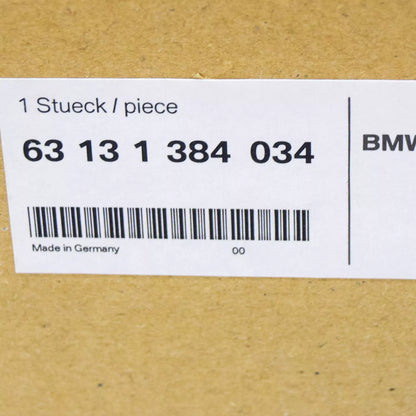 1 Stueck / piece
63 13 1 384 034
BMW
Made in Germany 00